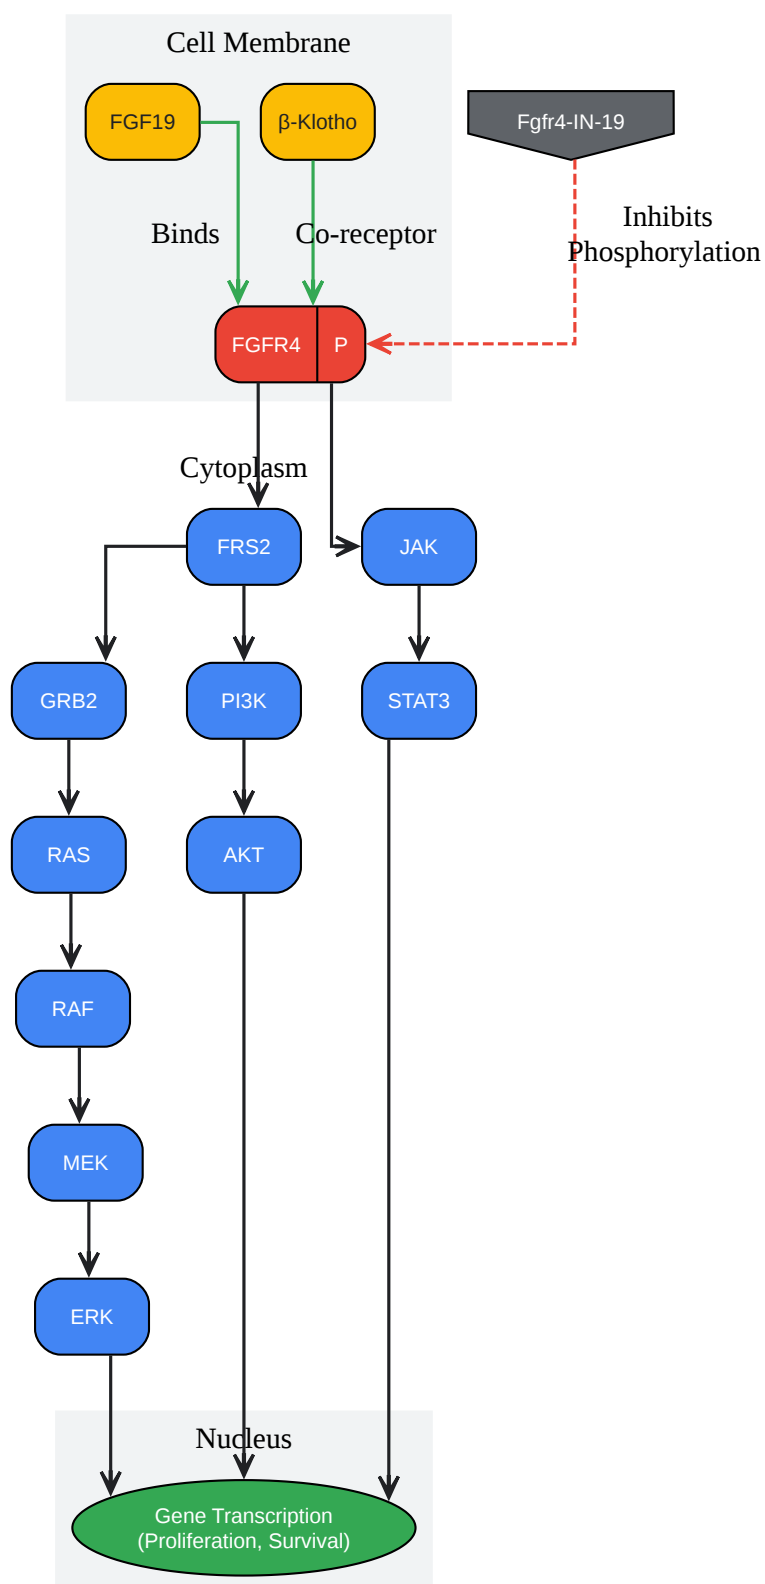 Cell Membrane
FGF19
β-Klotho
Fgfr4-IN-19
Binds
Co-receptor
Inhibits
Phosphorylation
FGFR4
P
Cytoplasm
FRS2
JAK
GRB2
PI3K
STAT3
RAS
AKT
RAF
MEK
ERK
Nucleus
Gene Transcription
(Proliferation, Survival)